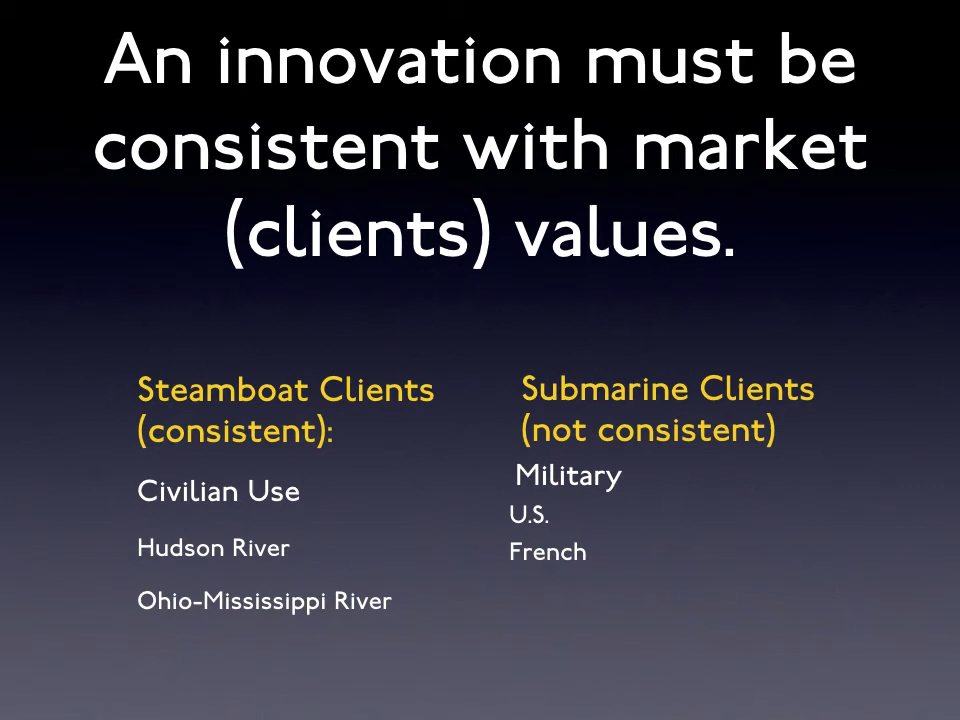 An innovation must be
consistent with market
(clients) values.
Steamboat Clients
(consistent):
Civilian Use
Hudson River
Ohio-Mississippi River
Submarine Clients
(not consistent)
Military
U.S.
French